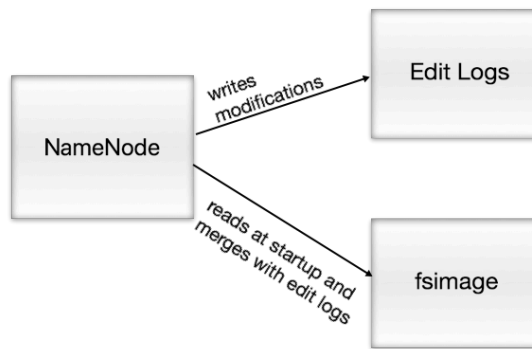 NameNode
writes
modifications
Edit Logs
reads at startup and
merges with edit logs
fsimage